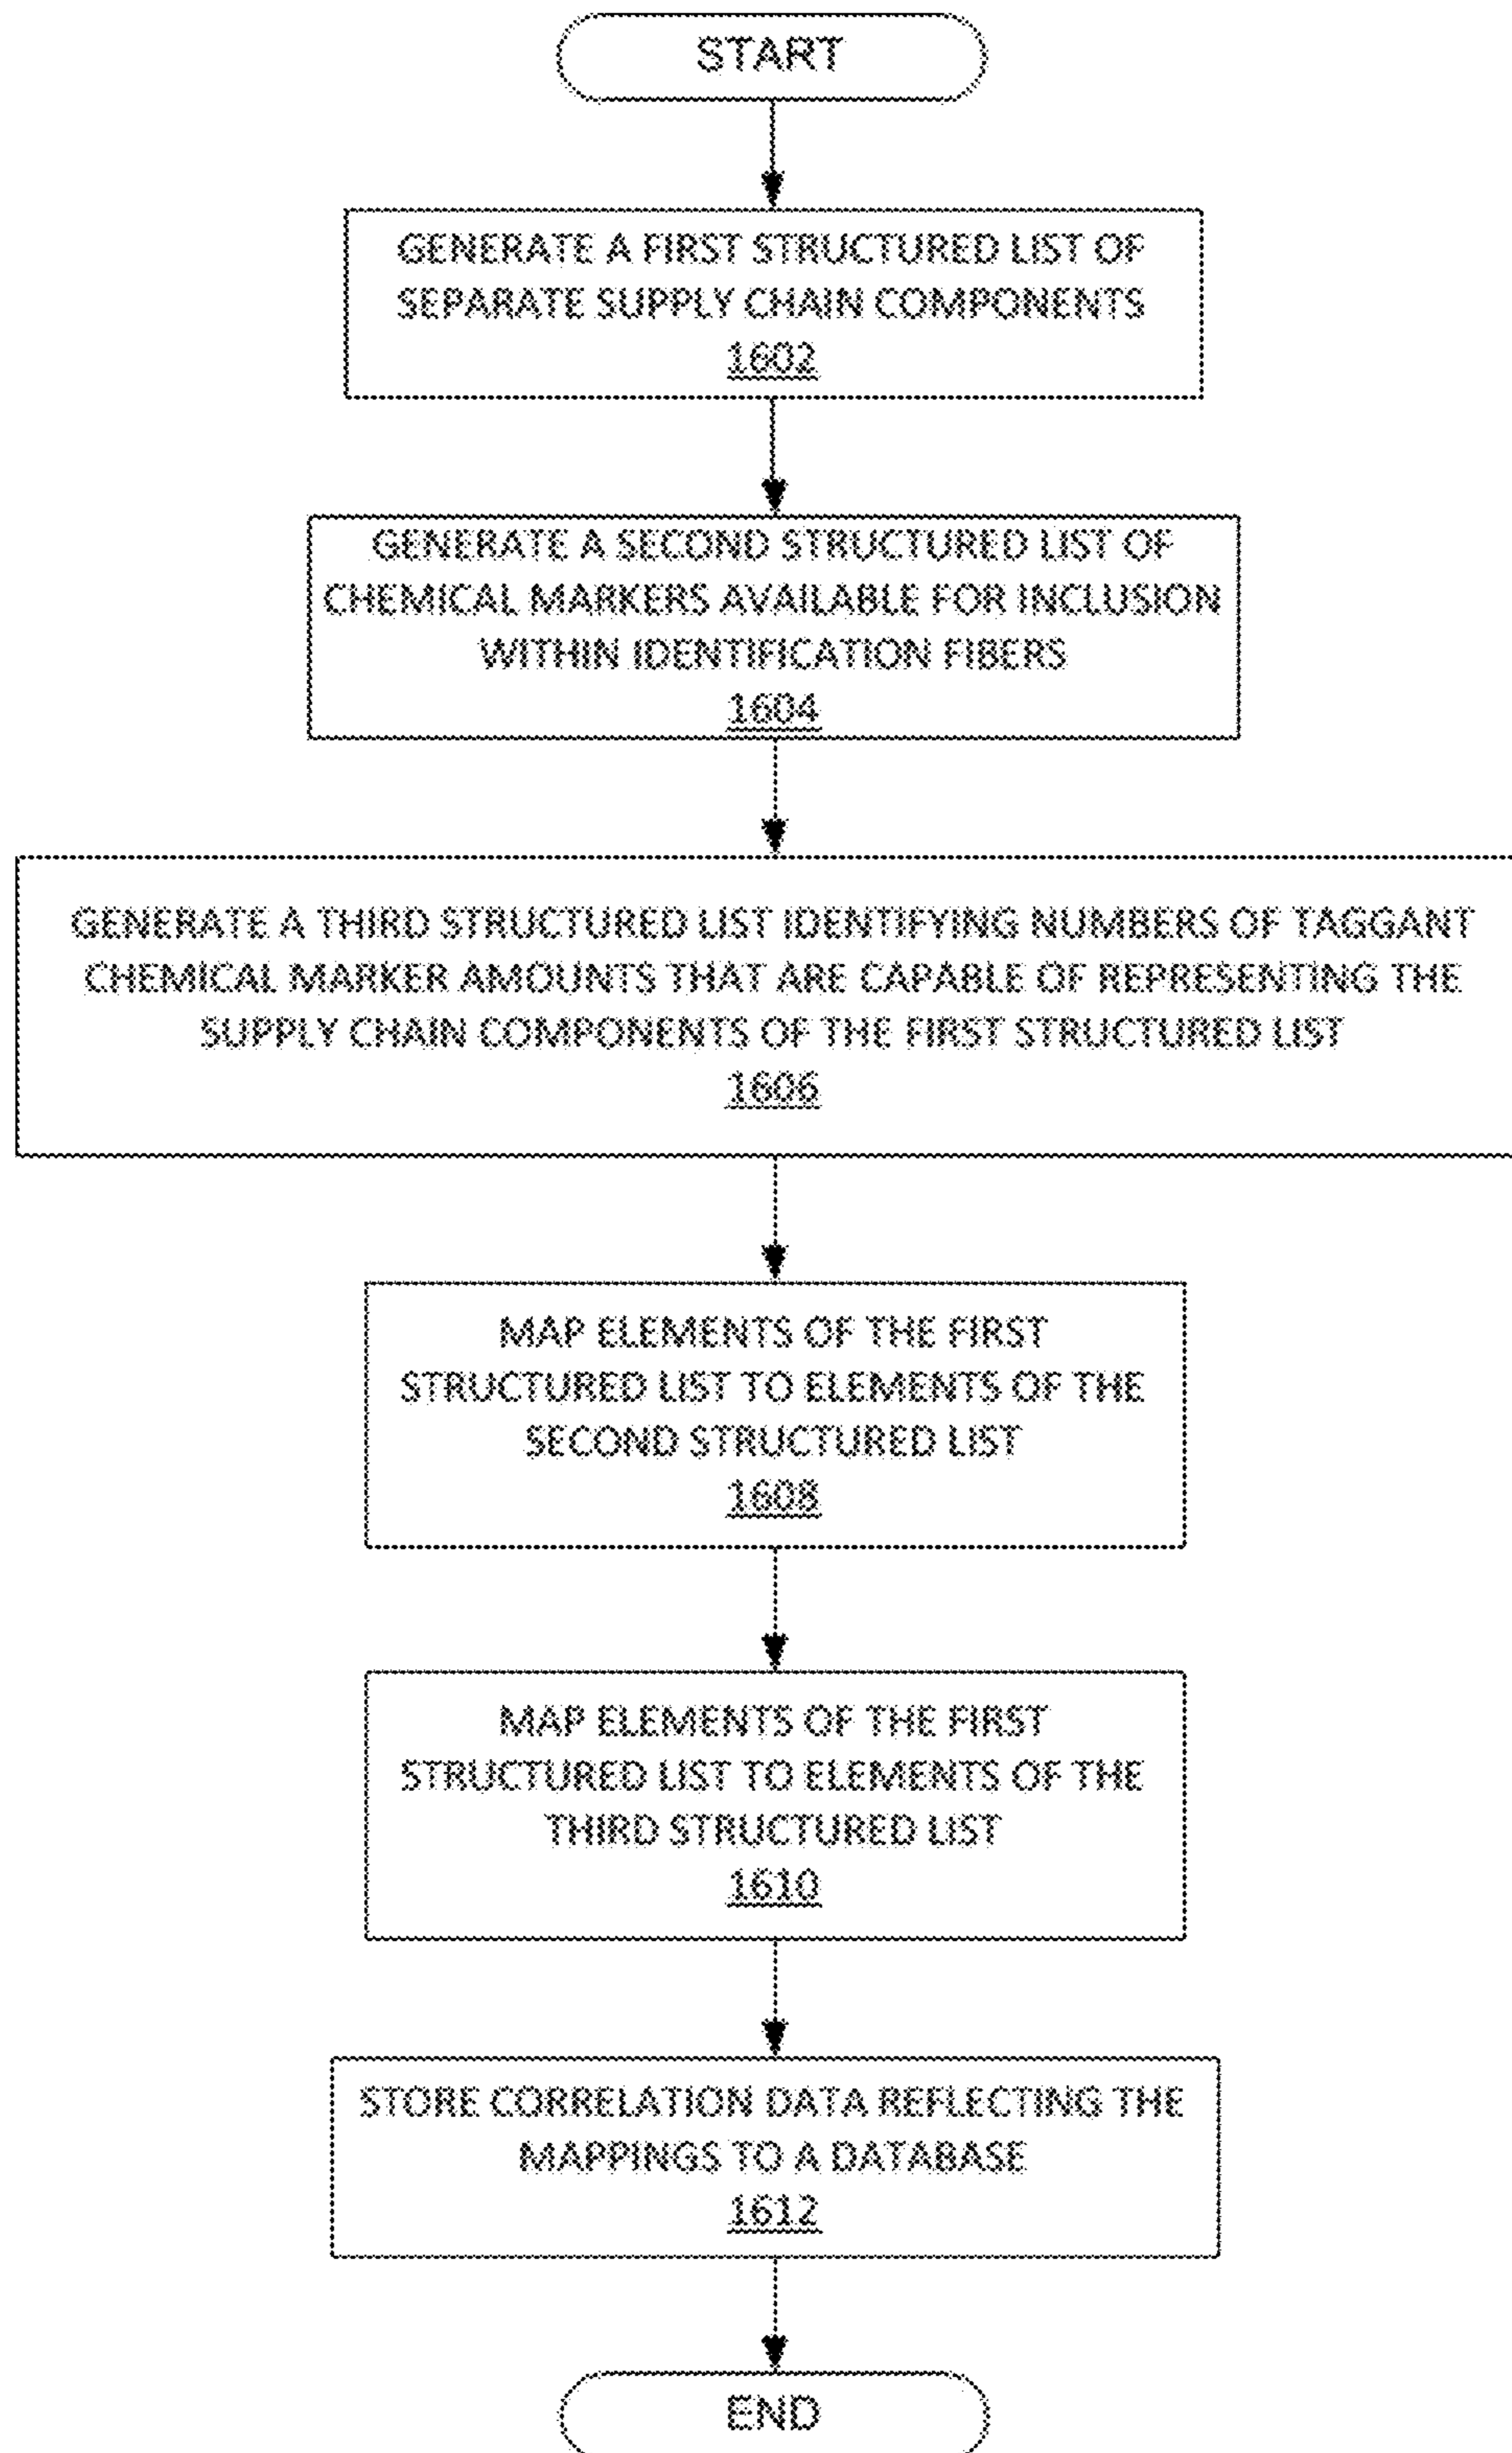 START
GENERATE A FIRST STRUCTURED LIST OF
SEPARATE SUPPLY CHAIN COMPONENTS
1602
GENERATE A SECOND STRUCTURED LIST OF
CHEMICAL MARKERS AVAILABLE FOR INCLUSION
WITHIN IDENTIFICATION FIBERS
1604
GENERATE A THIRD STRUCTURED LIST IDENTIFYING NUMBERS OF TAGGANT
CHEMICAL MARKER AMOUNTS THAT ARE CAPABLE OF REPRESENTING THE
SUPPLY CHAIN COMPONENTS OF THE FIRST STRUCTURED LIST
1606
MAP ELEMENTS OF THE FIRST
STRUCTURED LIST TO ELEMENTS OF THE
SECOND STRUCTURED LIST
1608
MAP ELEMENTS OF THE FIRST
STRUCTURED LIST TO ELEMENTS OF THE
THIRD STRUCTURED LIST
1610
STORE CORRELATION DATA REFLECTING THE
MAPPINGS TO A DATABASE
1612
END